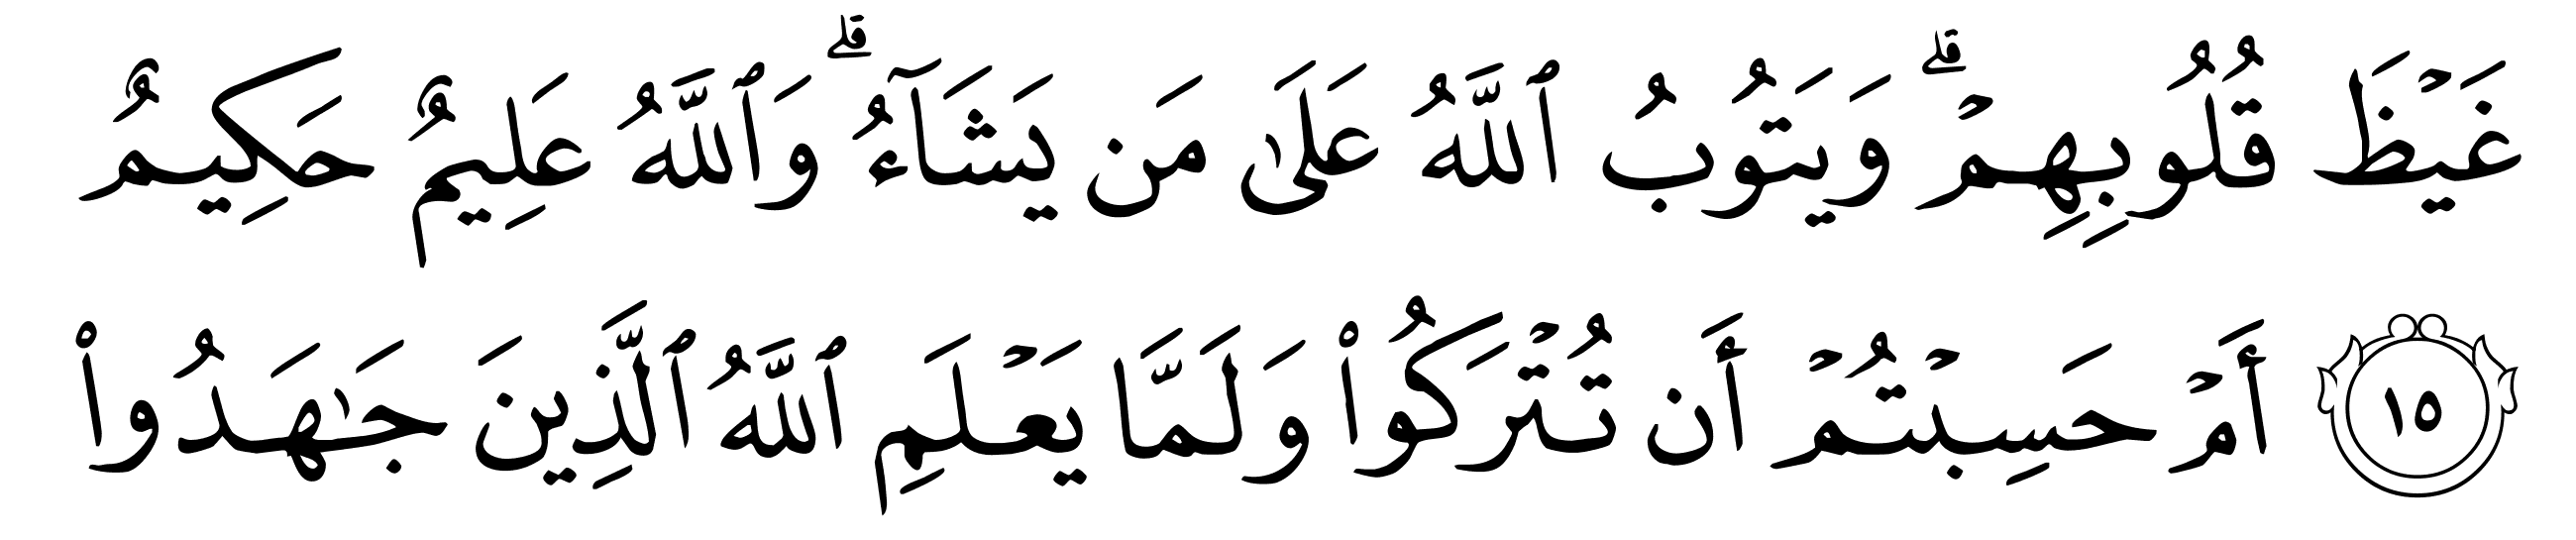 غَيۡظَ قُلُوبِهِمۡۗ وَيَتُوبُ ٱللَّهُ عَلَىٰ مَن يَشَآءُۗ وَٱللَّهُ عَلِيمٌ حَكِيمٌ
١٥ أَمۡ حَسِبۡتُمۡ أَن تُتۡرَكُواْ وَلَمَّا يَعۡلَمِ ٱللَّهُ ٱلَّذِينَ جَٰهَدُواْ